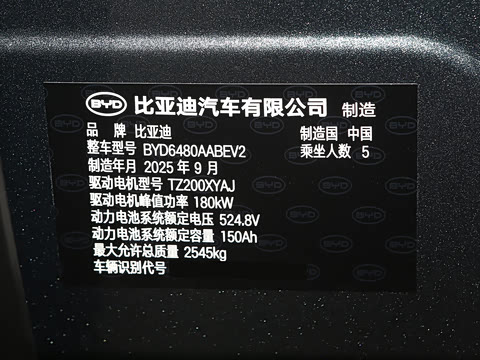 BYD 比亚迪汽车有限公司 制造
品 牌 比亚迪 制造国 中国
整车型号 BYD6480AABEV2 乘坐人数 5
制造年月 2025 年 9 月
驱动电机型号 TZ200XYAJ
驱动电机峰值功率 180kW
动力电池系统额定电压 524.8V
动力电池系统额定容量 150Ah
最大允许总质量 2545kg
车辆识别代号